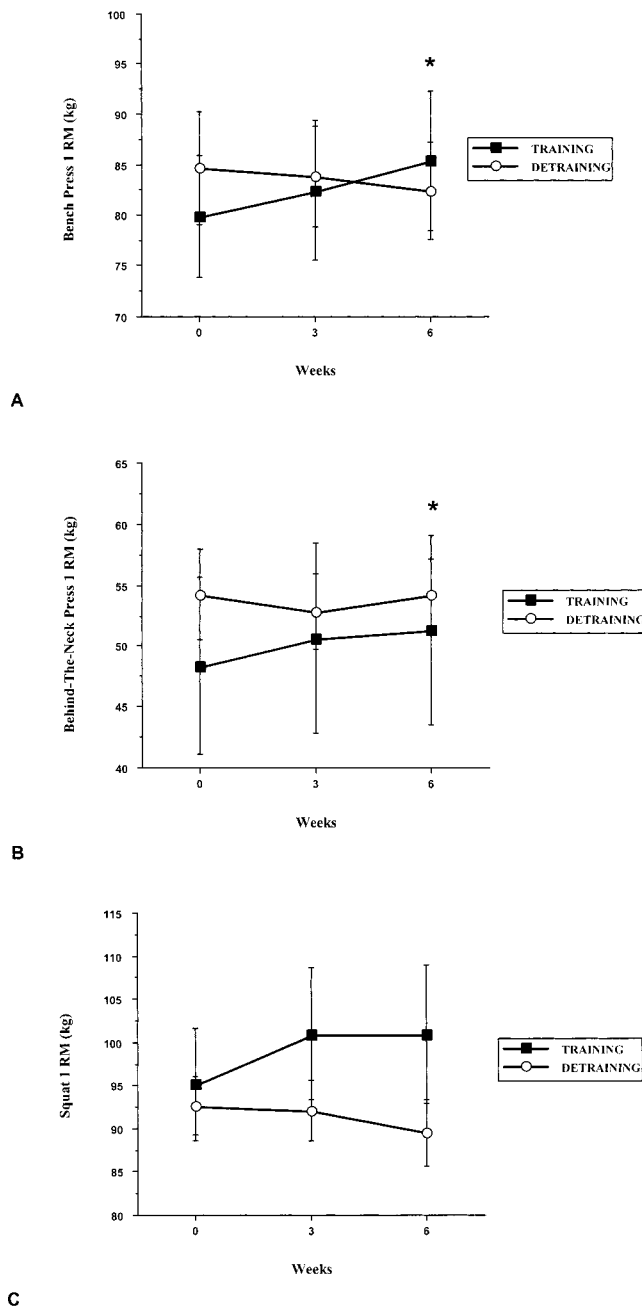 100
95
90
85
80
75
70
Bench Press 1 RM (kg)
*
TRAINING
DETRAINING
0 3 6
Weeks
A
65
60
55
50
45
40
Behind-The-Neck Press 1 RM (kg)
*
TRAINING
DETRAINING
0 3 6
Weeks
B
115
110
105
100
95
90
85
80
Squat 1 RM (kg)
TRAINING
DETRAINING
0 3 6
Weeks
C